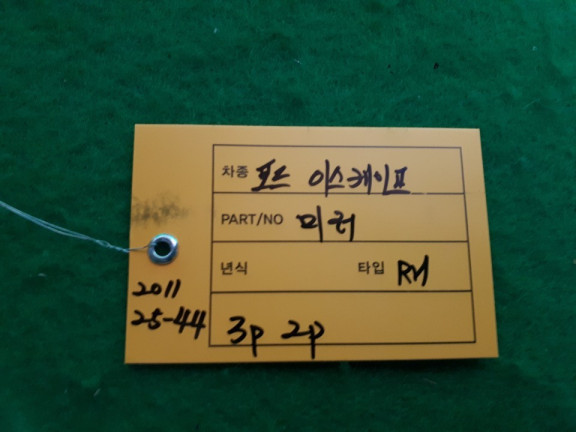 차종 포드 이스케이프
PART/NO 미러
년식 타입 RH
3p 2p
2011
25-44